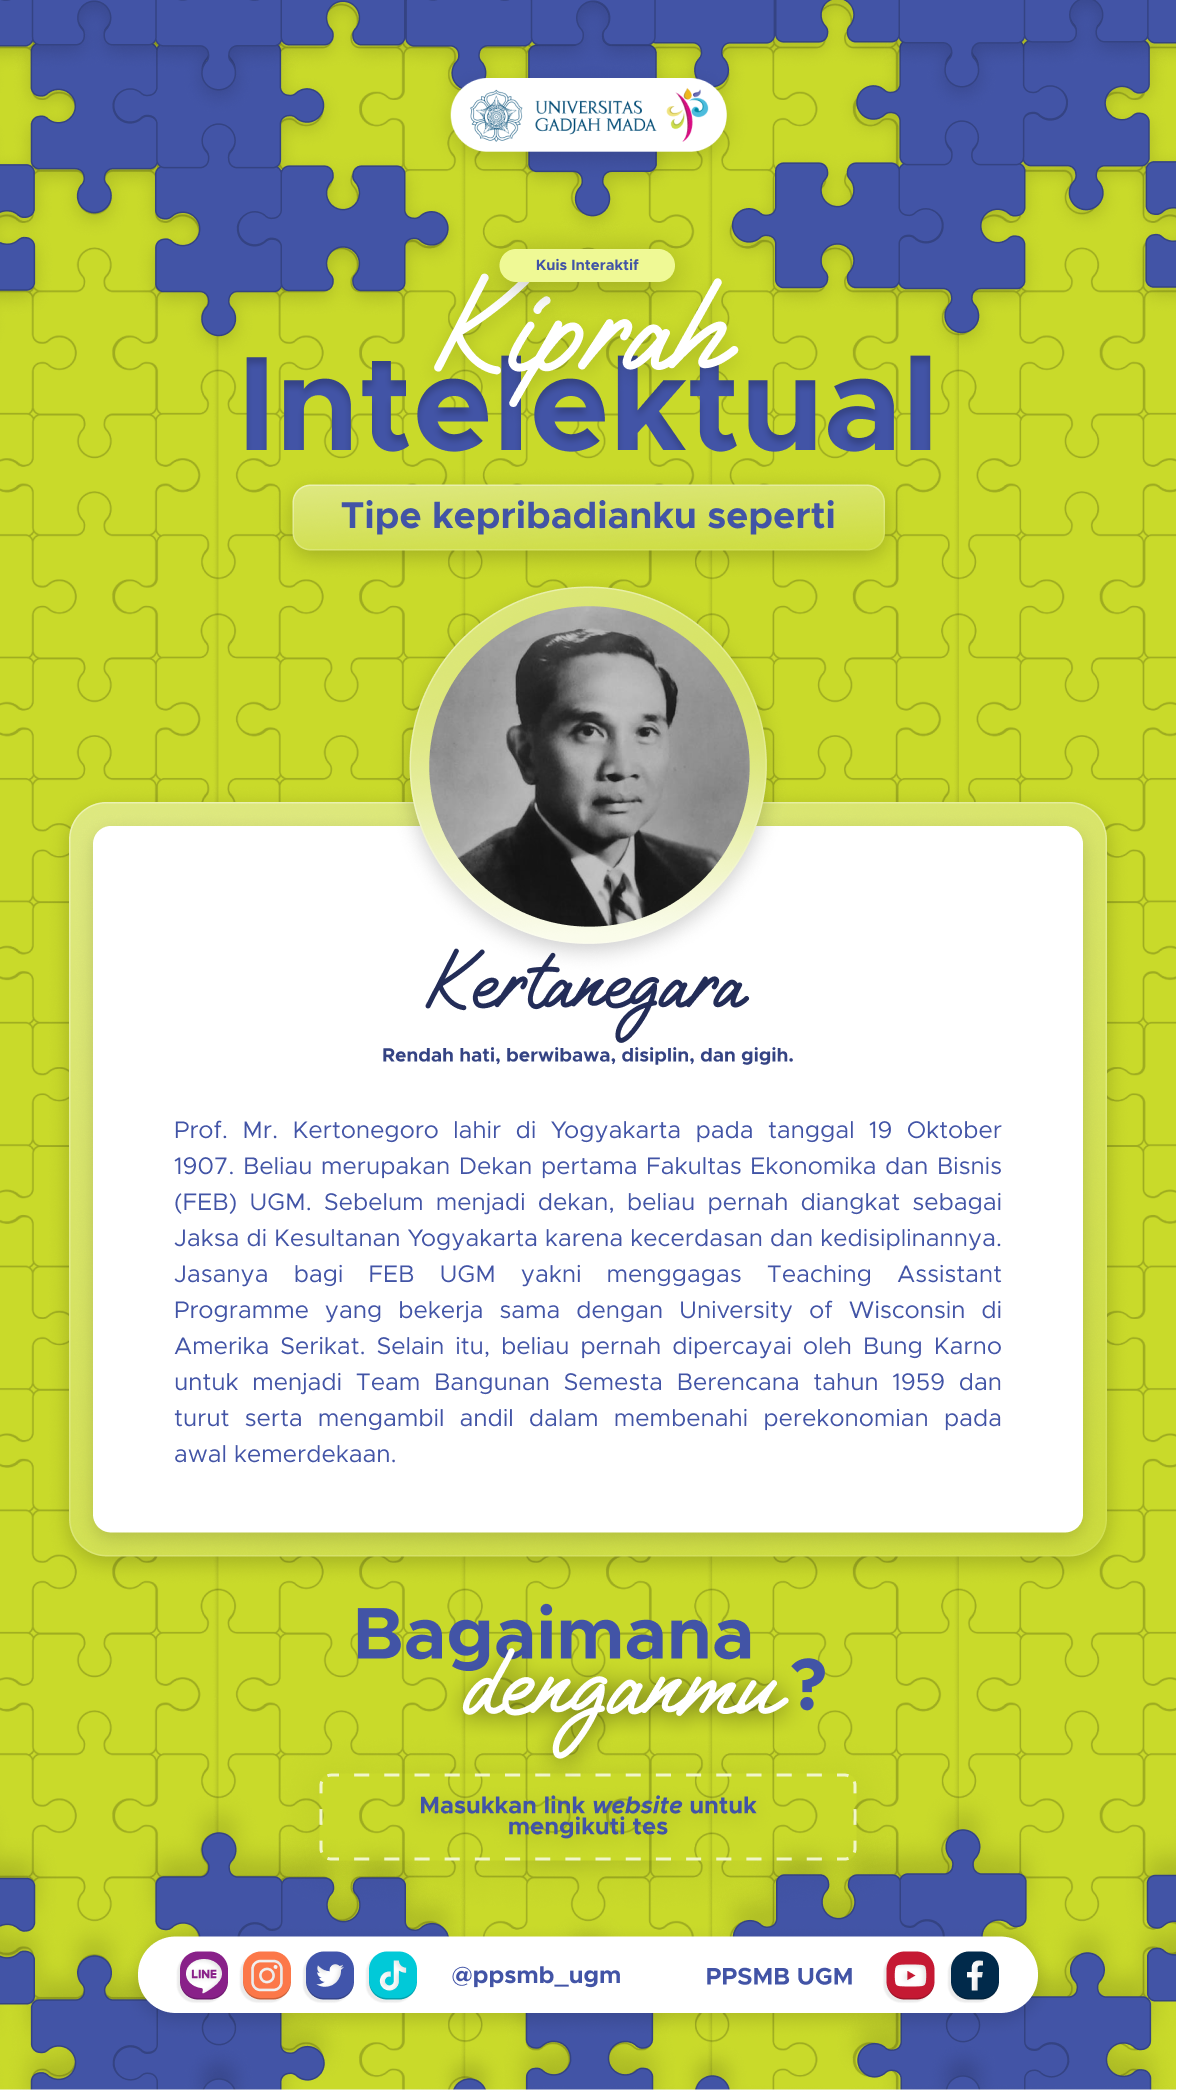 UNIVERSITAS
GADJAH MADA
Kuis Interaktif
Kiprah
Intelektual
Tipe kepribadianku seperti
Kertanegara
Rendah hati, berwibawa, disiplin, dan gigih.
Prof. Mr. Kertonegoro lahir di Yogyakarta pada tanggal 19 Oktober
1907. Beliau merupakan Dekan pertama Fakultas Ekonomika dan Bisnis
(FEB) UGM. Sebelum menjadi dekan, beliau pernah diangkat sebagai
Jaksa di Kesultanan Yogyakarta karena kecerdasan dan kedisiplinannya.
Jasanya bagi FEB UGM yakni menggagas Teaching Assistant
Programme yang bekerja sama dengan University of Wisconsin di
Amerika Serikat. Selain itu, beliau pernah dipercayai oleh Bung Karno
untuk menjadi Team Bangunan Semesta Berencana tahun 1959 dan
turut serta mengambil andil dalam membenahi perekonomian pada
awal kemerdekaan.
Bagaimana
denganmu?
Masukkan link website untuk
mengikuti tes
LINE
@ppsmb_ugm
PPSMB UGM